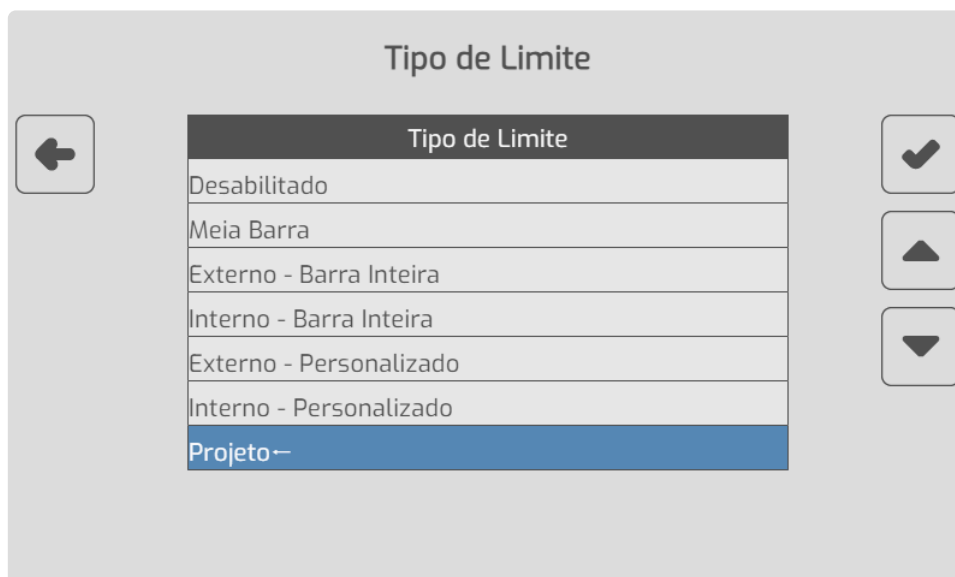 Tipo de Limite
Tipo de Limite
Desabilitado
Meia Barra
Externo - Barra Inteira
Interno - Barra Inteira
Externo - Personalizado
Interno - Personalizado
Projeto←